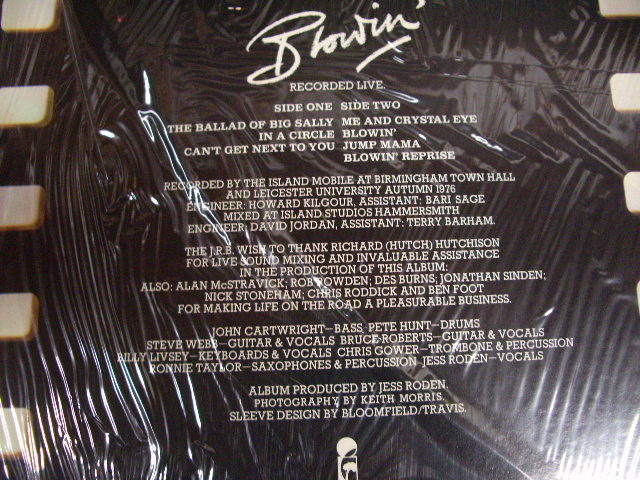 Blowin'
RECORDED LIVE.
SIDE ONE SIDE TWO
THE BALLAD OF BIG SALLY ME AND CRYSTAL EYE
IN A CIRCLE BLOWIN'
CAN'T GET NEXT TO YOU JUMP MAMA
BLOWIN' REPRISE
RECORDED BY THE ISLAND MOBILE AT BIRMINGHAM TOWN HALL
AND LEICESTER UNIVERSITY AUTUMN 1976
ENGINEER: HOWARD KILGOUR, ASSISTANT: BARI SAGE
MIXED AT ISLAND STUDIOS HAMMERSMITH
ENGINEER, DAVID JORDAN, ASSISTANT: TERRY BARHAM.
THE J.R.B. WISH TO THANK RICHARD (HUTCH) HUTCHISON
FOR LIVE SOUND MIXING AND INVALUABLE ASSISTANCE
IN THE PRODUCTION OF THIS ALBUM;
ALSO: ALAN McSTRAVICK; ROB POWDEN; DES BURNS; JONATHAN SINDEN;
NICK STONEHAM; CHRIS RODDICK AND BEN FOOT
FOR MAKING LIFE ON THE ROAD A PLEASURABLE BUSINESS.
JOHN CARTWRIGHT—BASS PETE HUNT—DRUMS
STEVE WEBB—GUITAR & VOCALS BRUCE ROBERTS—GUITAR & VOCALS
BILLY LIVSEY—KEYBOARDS & VOCALS CHRIS GOWER—TROMBONE & PERCUSSION
RONNIE TAYLOR—SAXOPHONES & PERCUSSION JESS RODEN—VOCALS
ALBUM PRODUCED BY JESS RODEN.
PHOTOGRAPHY BY KEITH MORRIS.
SLEEVE DESIGN BY BLOOMFIELD/TRAVIS.